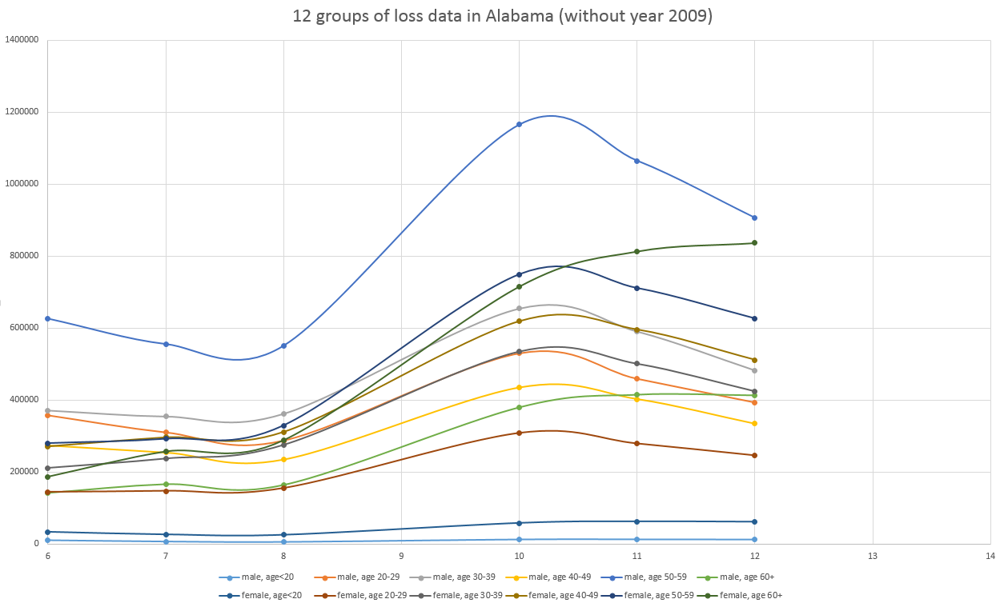 12 groups of loss data in Alabama (without year 2009)
1400000
1200000
1000000
800000
600000
400000
200000
0
6 7 8 9 10 11 12 13 14
male, age<20 male, age 20-29 male, age 30-39 male, age 40-49 male, age 50-59 male, age 60+
female, age<20 female, age 20-29 female, age 30-39 female, age 40-49 female, age 50-59 female, age 60+